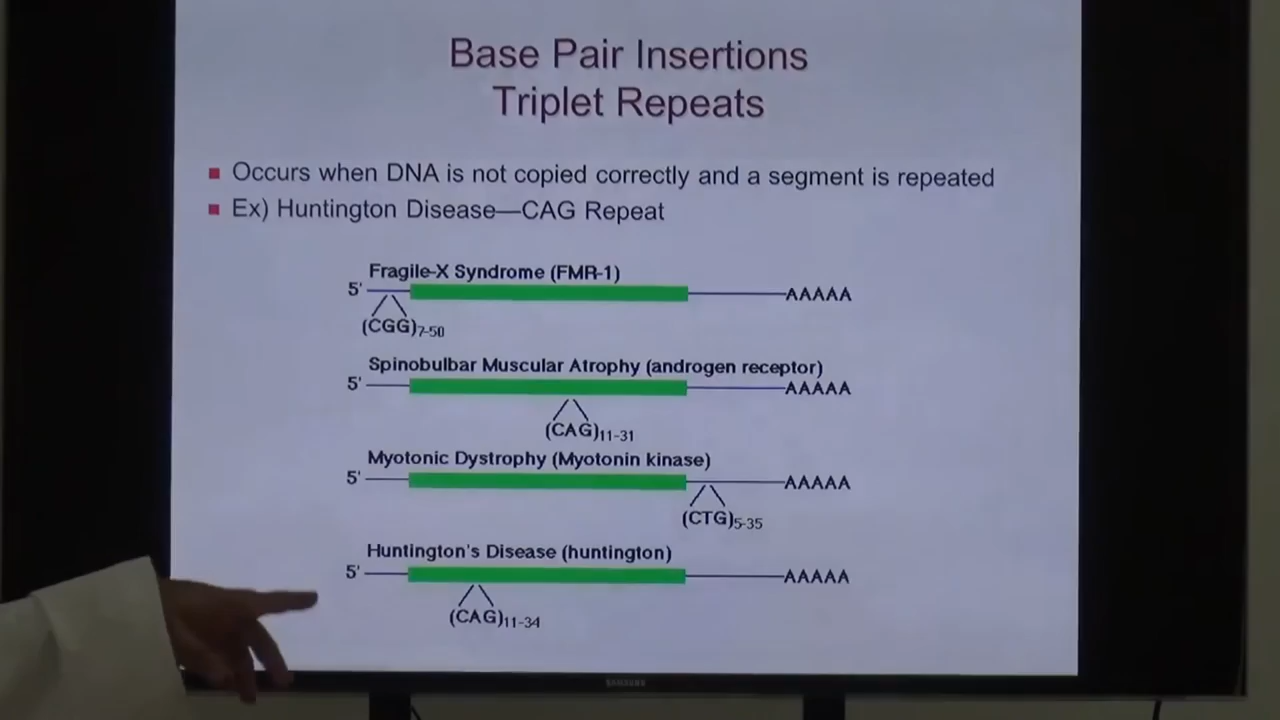 Base Pair Insertions
Triplet Repeats
Occurs when DNA is not copied correctly and a segment is repeated
Ex) Huntington Disease—CAG Repeat
Fragile-X Syndrome (FMR-1)
5' AAAAA
(CGG)7-50
Spinobulbar Muscular Atrophy (androgen receptor)
5' AAAAA
(CAG)11-31
Myotonic Dystrophy (Myotonin kinase)
5' AAAAA
(CTG)5-35
Huntington's Disease (huntington)
5' AAAAA
(CAG)11-34
SAMSUNG